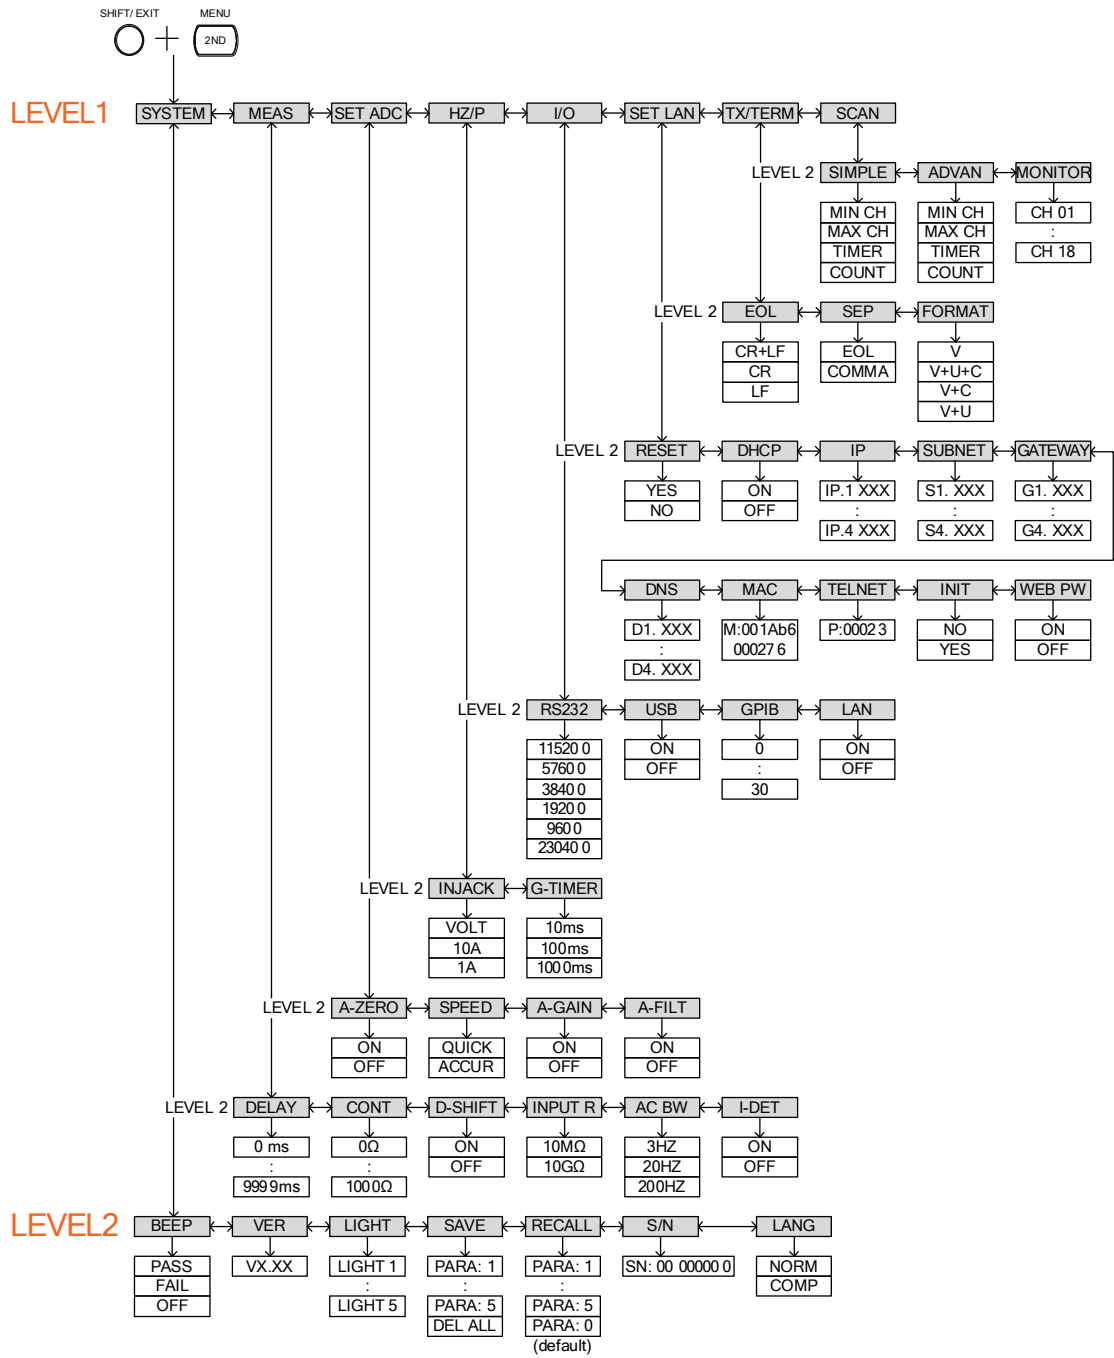 SHIFT/ EXIT MENU
2ND
LEVEL1 SYSTEM MEAS SET ADC HZ/P I/O SET LAN TX/TERM SCAN
LEVEL 2 SIMPLE ADVAN MONITOR
MIN CH MIN CH CH 01
MAX CH MAX CH :
TIMER TIMER CH 18
COUNT COUNT
LEVEL 2 EOL SEP FORMAT
CR+LF EOL V
CR COMMA V+U+C
LF V+C
V+U
LEVEL 2 RESET DHCP IP SUBNET GATEWAY
YES ON IP.1 XXX S1. XXX G1. XXX
NO OFF : : :
IP.4 XXX S4. XXX G4. XXX
DNS MAC TELNET INIT WEB PW
D1. XXX M:001Ab6 P:00023 NO ON
: 000276 YES OFF
D4. XXX
LEVEL 2 RS232 USB GPIB LAN
115200 ON 0 ON
57600 OFF : OFF
38400 30
19200
9600
230400
LEVEL 2 INJACK G-TIMER
VOLT 10ms
10A 100ms
1A 1000ms
LEVEL 2 A-ZERO SPEED A-GAIN A-FILT
ON QUICK ON ON
OFF ACCUR OFF OFF
LEVEL 2 DELAY CONT D-SHIFT INPUT R AC BW I-DET
0 ms 0Ω ON 10MΩ 3HZ ON
: : OFF 10GΩ 20HZ OFF
9999ms 1000Ω 200HZ
LEVEL2 BEEP VER LIGHT SAVE RECALL S/N LANG
PASS VX.XX LIGHT 1 PARA: 1 PARA: 1 SN: 00 000000 NORM
FAIL : : : COMP
OFF LIGHT 5 PARA: 5 PARA: 5
DEL ALL PARA: 0
(default)